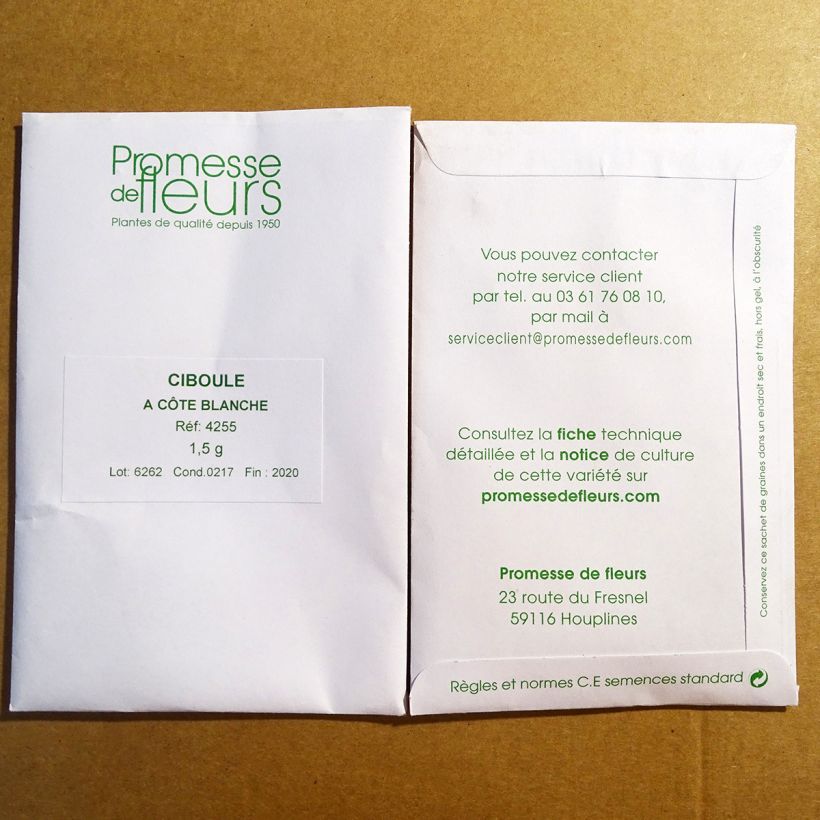 Promesse
de fleurs
Plantes de qualité depuis 1950
CIBOULE
A CÔTE BLANCHE
Réf: 4255
1,5 g
Lot: 6262 Cond.0217 Fin : 2020
Vous pouvez contacter
notre service client
par tel. au 03 61 76 08 10,
par mail à
serviceclient@promessedefleurs.com
Consultez la fiche technique
détaillée et la notice de culture
de cette variété sur
promessedefleurs.com
Promesse de fleurs
23 route du Fresnel
59116 Houplines
Règles et normes C.E semences standard
Conservez ce sachet de graines dans un endroit sec et frais, hors gel, à l'obscurité